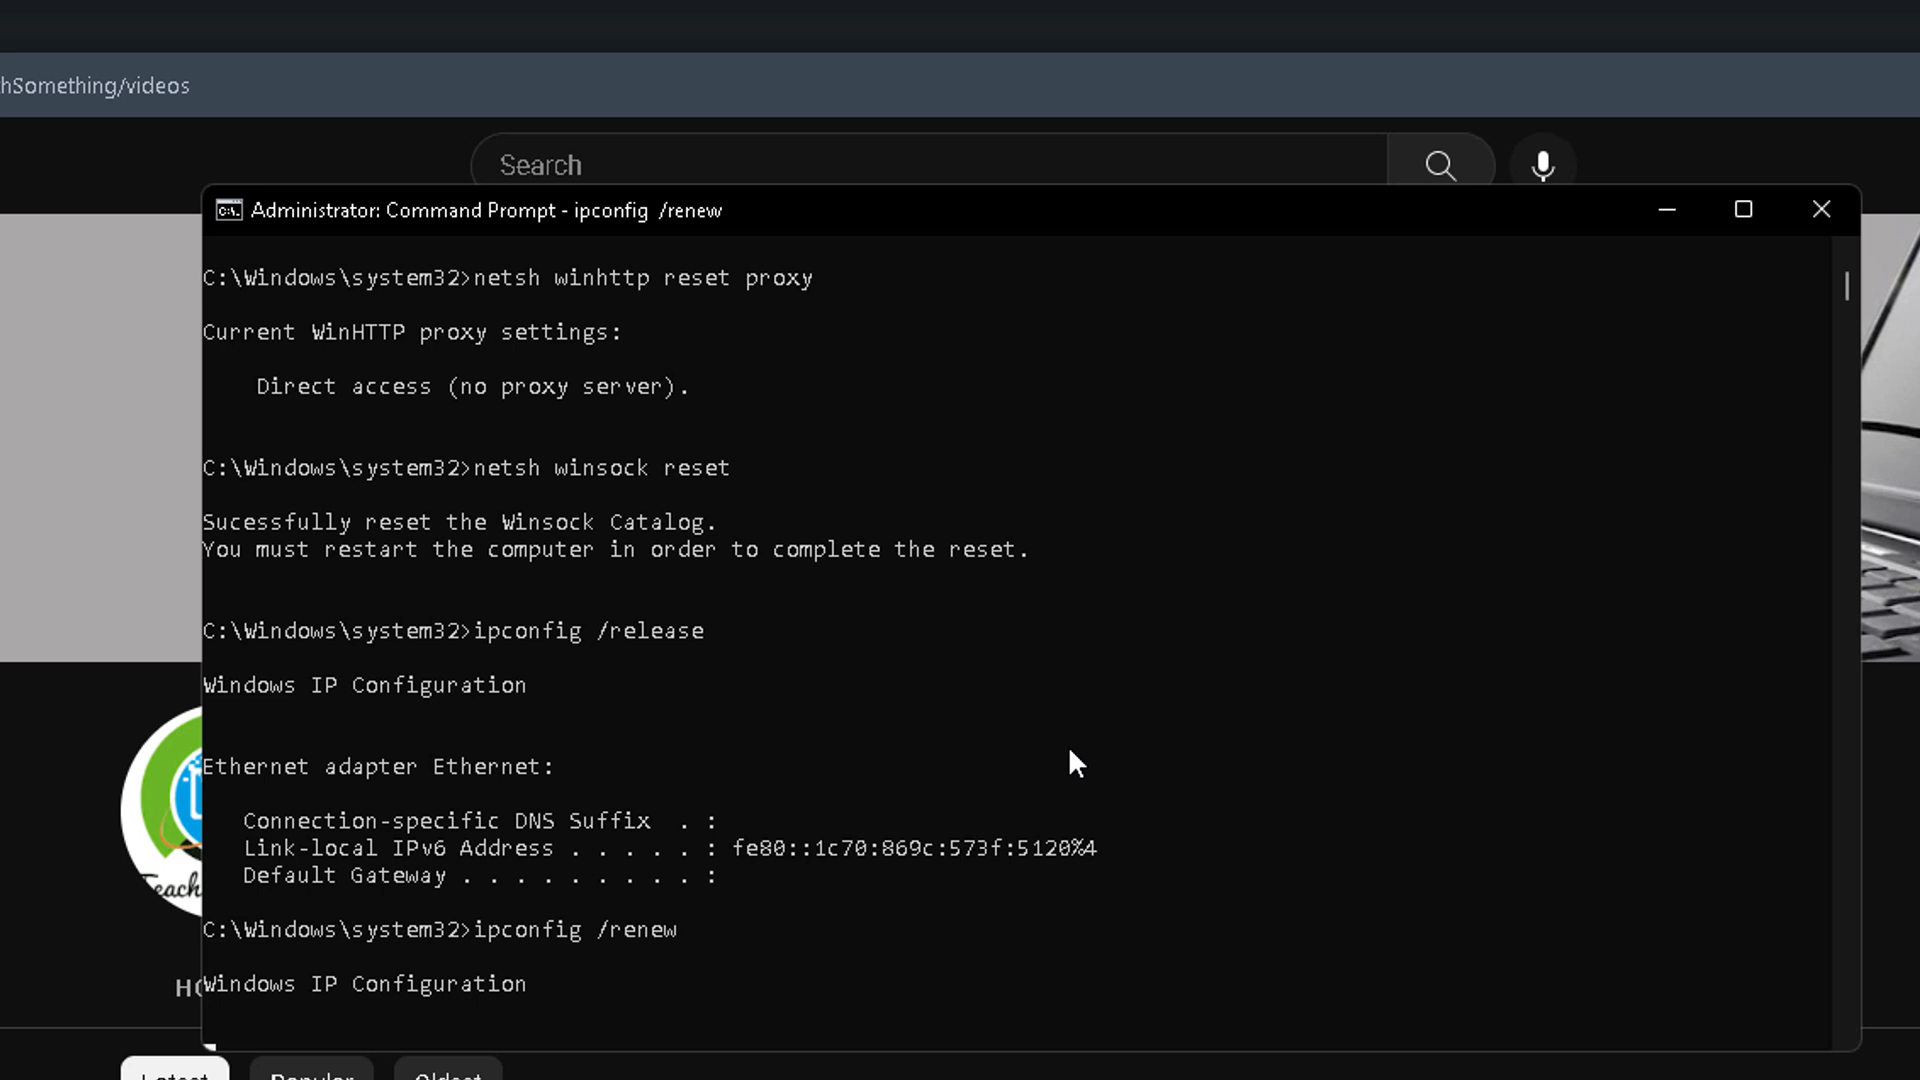 hSomething/videos
Search
Administrator: Command Prompt - ipconfig /renew
C:\Windows\system32>netsh winhttp reset proxy
Current WinHTTP proxy settings:
Direct access (no proxy server).
C:\Windows\system32>netsh winsock reset
Sucessfully reset the Winsock Catalog.
You must restart the computer in order to complete the reset.
C:\Windows\system32>ipconfig /release
Windows IP Configuration
Ethernet adapter Ethernet:
Connection-specific DNS Suffix  . :
Link-local IPv6 Address . . . . . : fe80::1c70:869c:573f:5120%4
Default Gateway . . . . . . . . . :
Teach
C:\Windows\system32>ipconfig /renew
Windows IP Configuration
Latest Popular Oldest